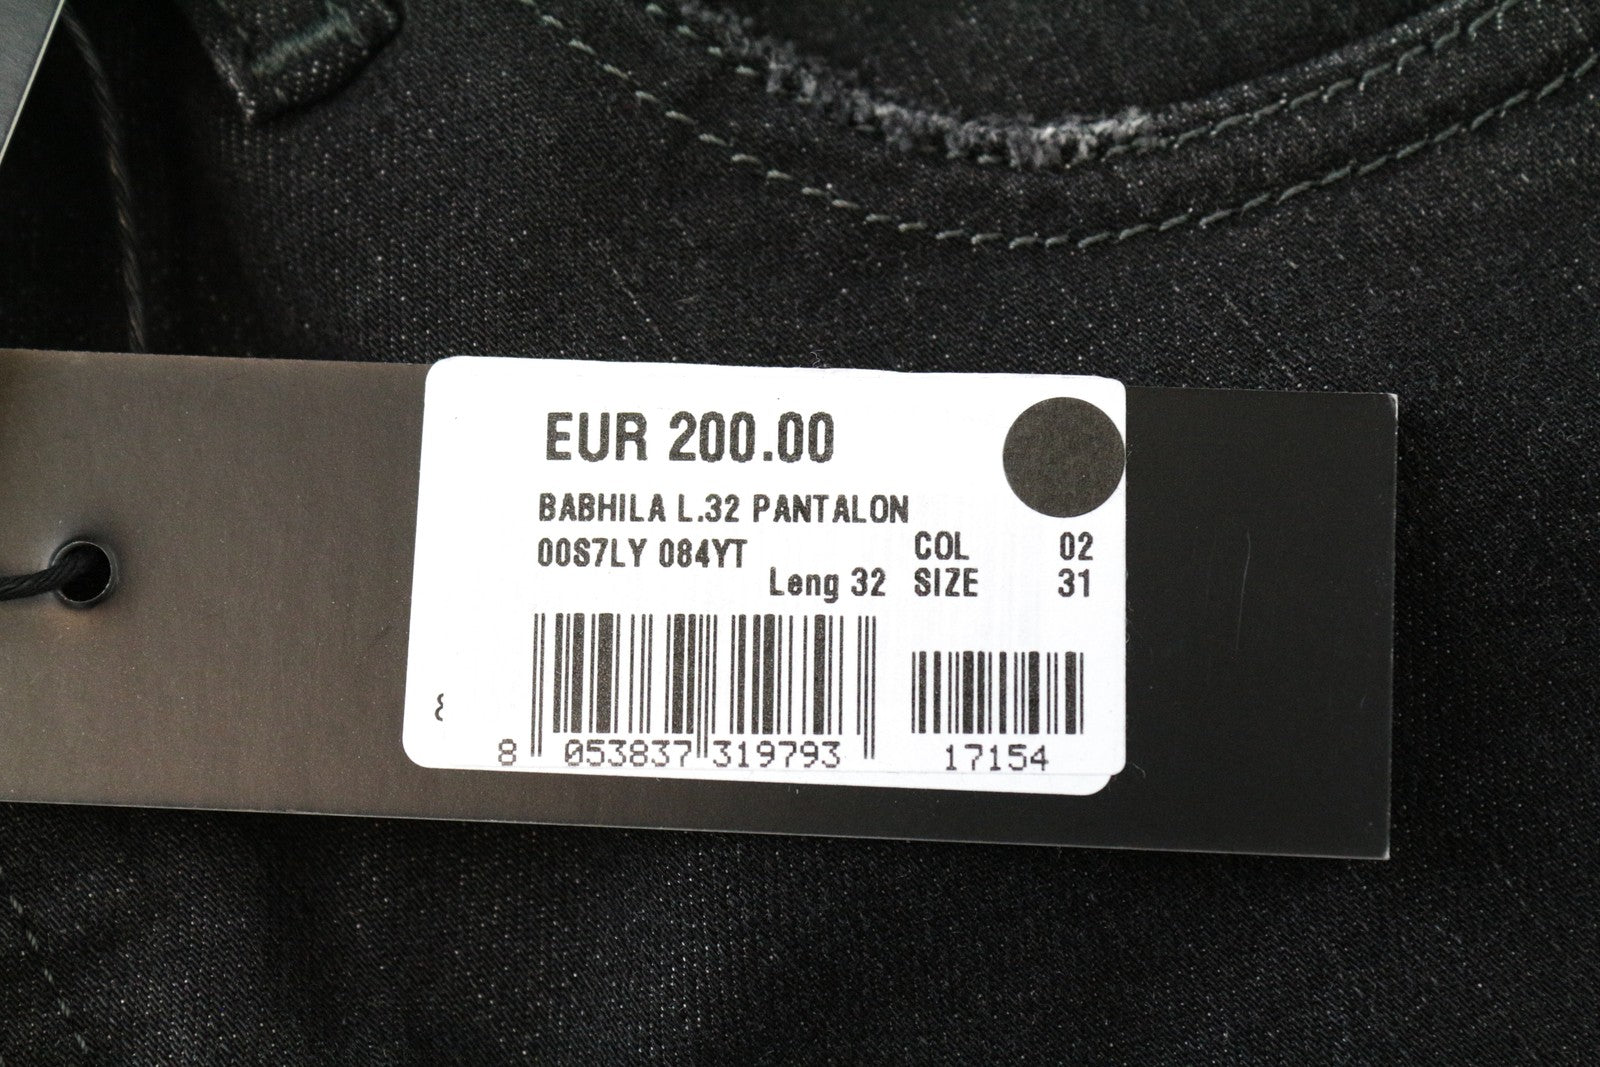 EUR 200.00
BABHILA L.32 PANTALON
00S7LY 084YT COL 02
Leng 32 SIZE 31
8 053837 319793 17154